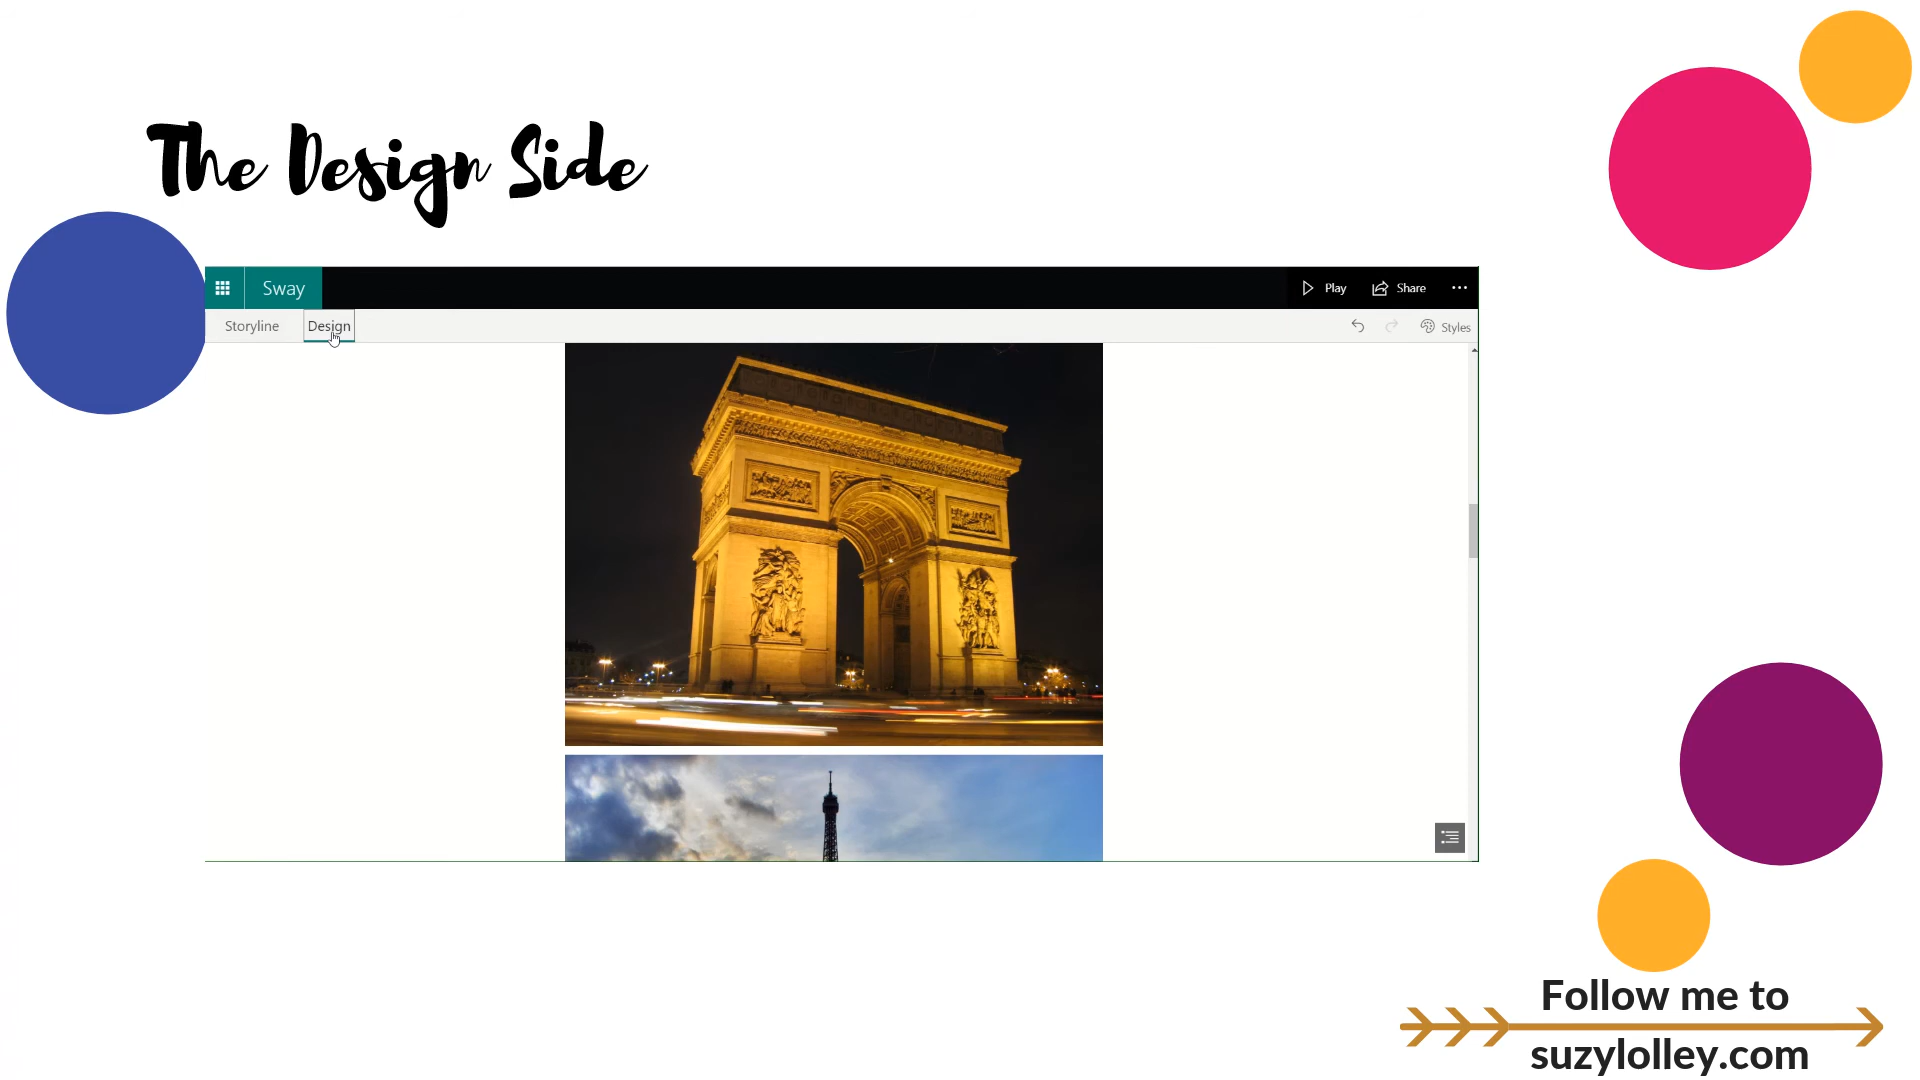 The Design Side
Sway
Play
Share
Storyline
Design
Styles
Follow me to
suzylolley.com